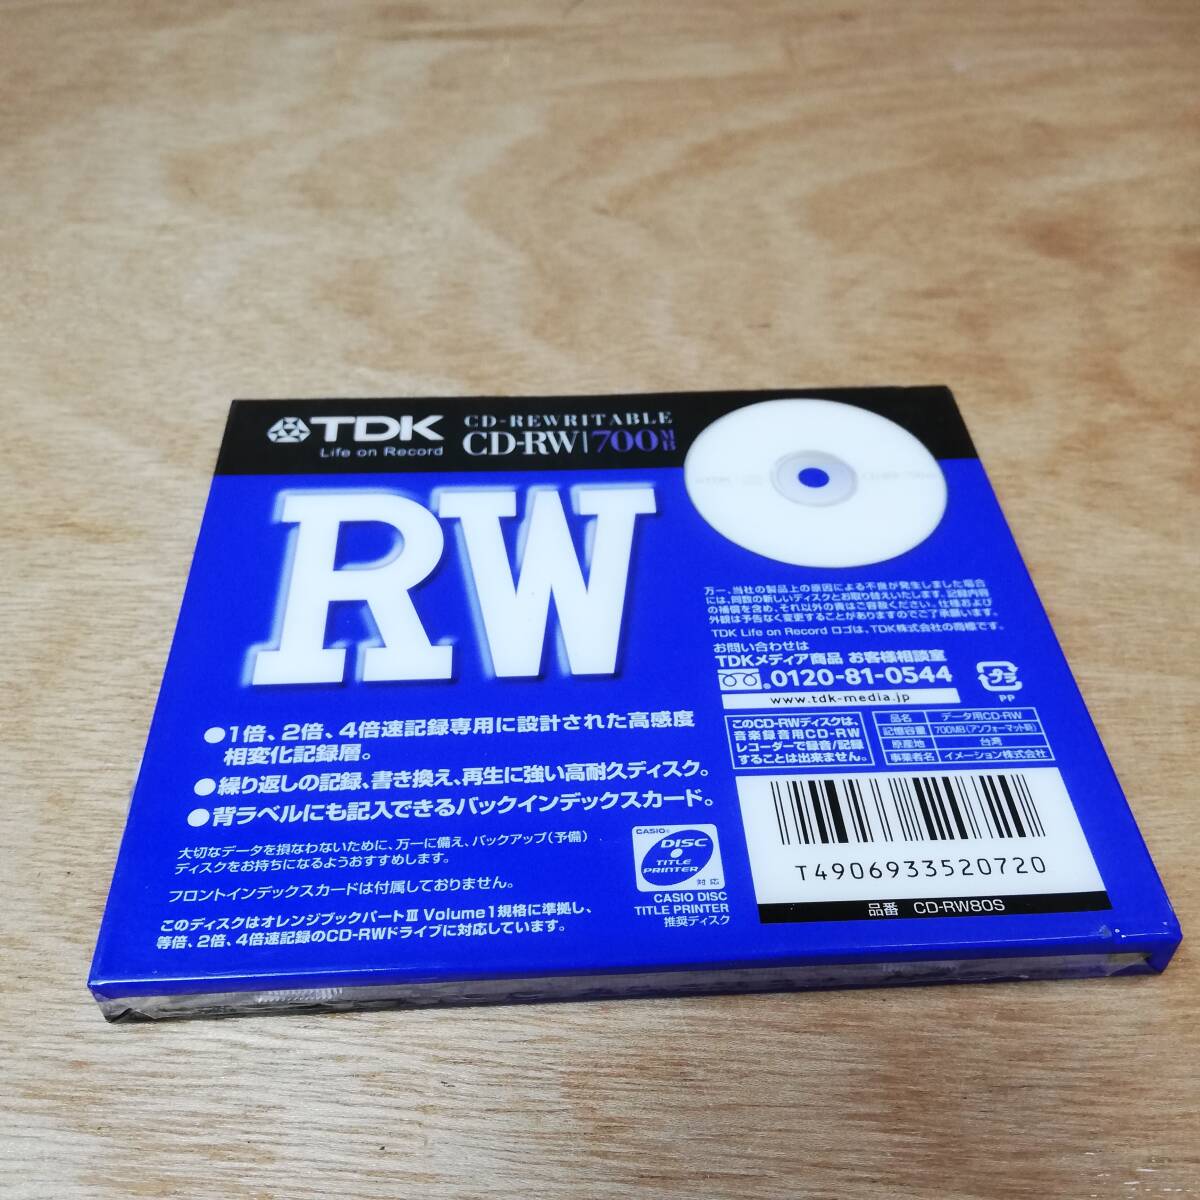 TDK
Life on Record
CD-REWRITABLE
CD-RW|700MB
RW
●1倍、2倍、4倍速記録専用に設計された高感度
相変化記録層。
●繰り返しの記録、書き換え、再生に強い高耐久ディスク。
●背ラベルにも記入できるバックインデックスカード。
大切なデータを損なわないために、万一に備え、バックアップ(予備)
ディスクをお持ちになるようおすすめします。
フロントインデックスカードは付属しておりません。
このディスクはオレンジブックパートⅢ Volume1規格に準拠し、
等倍、2倍、4倍速記録のCD-RWドライブに対応しています。
CASIO®
DISC
TITLE
PRINTER
対応
CASIO DISC
TITLE PRINTER
推奨ディスク
万一、当社の製品上の原因による不良が発生しました場合
には、同数の新しいディスクとお取り替えいたします。記録内容
の補償を含め、それ以外の責はご容赦ください。仕様および
外観は予告なく変更することがありますのでご了承願います。
TDK Life on Record ロゴは、TDK株式会社の商標です。
お問い合わせは
TDKメディア商品 お客様相談室
0120-81-0544
www.tdk-media.jp
プラ
PP
このCD-RWディスクは、
音楽録音用CD-RW
レコーダーで録音/記録
することは出来ません。
品名 データ用CD-RW
記憶容量 700MB(アンフォーマット時)
原産地 台湾
事業者名 イメーション株式会社
T4906933520720
品番 CD-RW80S